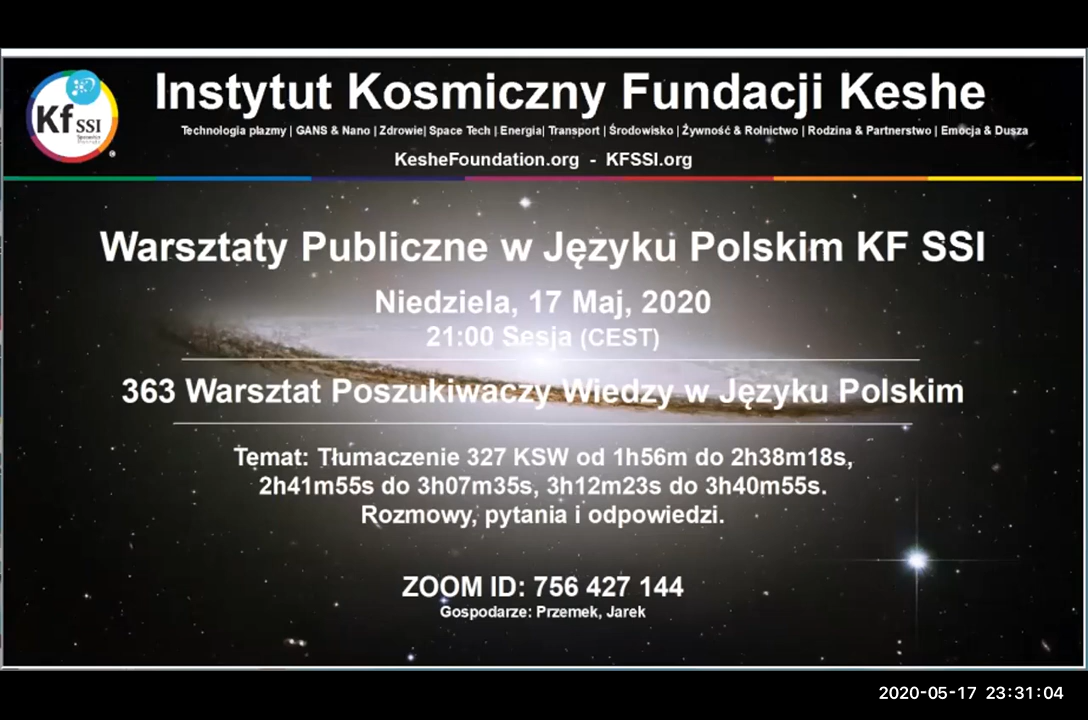 Kf SSI
Instytut Kosmiczny Fundacji Keshe
Technologia plazmy | GANS & Nano | Zdrowie| Space Tech | Energia| Transport | Środowisko | Żywność & Rolnictwo | Rodzina & Partnerstwo | Emocja & Dusza
KesheFoundation.org - KFSSI.org
Warsztaty Publiczne w Języku Polskim KF SSI
Niedziela, 17 Maj, 2020
21:00 Sesja (CEST)
363 Warsztat Poszukiwaczy Wiedzy w Języku Polskim
Temat: Tłumaczenie 327 KSW od 1h56m do 2h38m18s,
2h41m55s do 3h07m35s, 3h12m23s do 3h40m55s.
Rozmowy, pytania i odpowiedzi.
ZOOM ID: 756 427 144
Gospodarze: Przemek, Jarek
2020-05-17 23:31:04